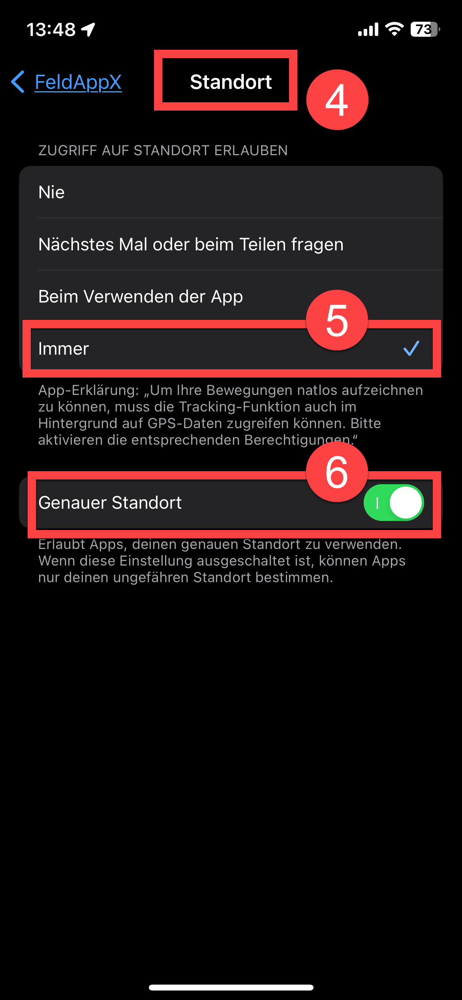 13:48
73
FeldAppX
Standort
4
ZUGRIFF AUF STANDORT ERLAUBEN
Nie
Nächstes Mal oder beim Teilen fragen
Beim Verwenden der App
5
Immer
App-Erklärung: „Um Ihre Bewegungen natlos aufzeichnen
zu können, muss die Tracking-Funktion auch im
Hintergrund auf GPS-Daten zugreifen können. Bitte
aktivieren die entsprechenden Berechtigungen.“
6
Genauer Standort
Erlaubt Apps, deinen genauen Standort zu verwenden.
Wenn diese Einstellung ausgeschaltet ist, können Apps
nur deinen ungefähren Standort bestimmen.